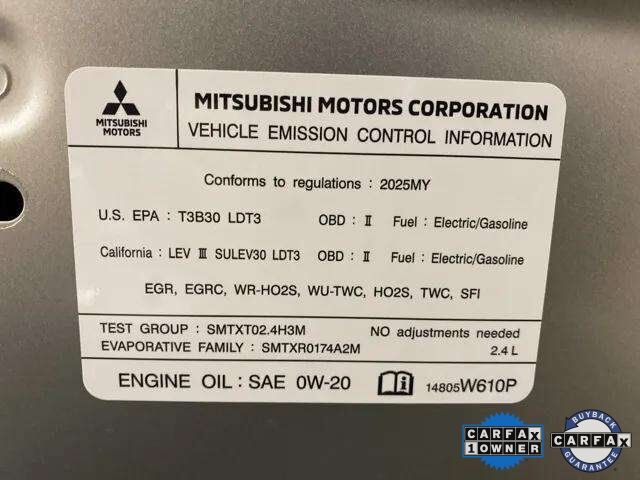 MITSUBISHI
MOTORS
MITSUBISHI MOTORS CORPORATION
VEHICLE EMISSION CONTROL INFORMATION
Conforms to regulations : 2025MY
U.S. EPA : T3B30 LDT3 OBD : II Fuel : Electric/Gasoline
California : LEV III SULEV30 LDT3 OBD : II Fuel : Electric/Gasoline
EGR, EGRC, WR-HO2S, WU-TWC, HO2S, TWC, SFI
TEST GROUP : SMTXT02.4H3M NO adjustments needed
EVAPORATIVE FAMILY : SMTXR0174A2M 2.4 L
ENGINE OIL : SAE 0W-20 14805W610P
CARFAX
1 OWNER
BUYBACK
CARFAX
GUARANTEE